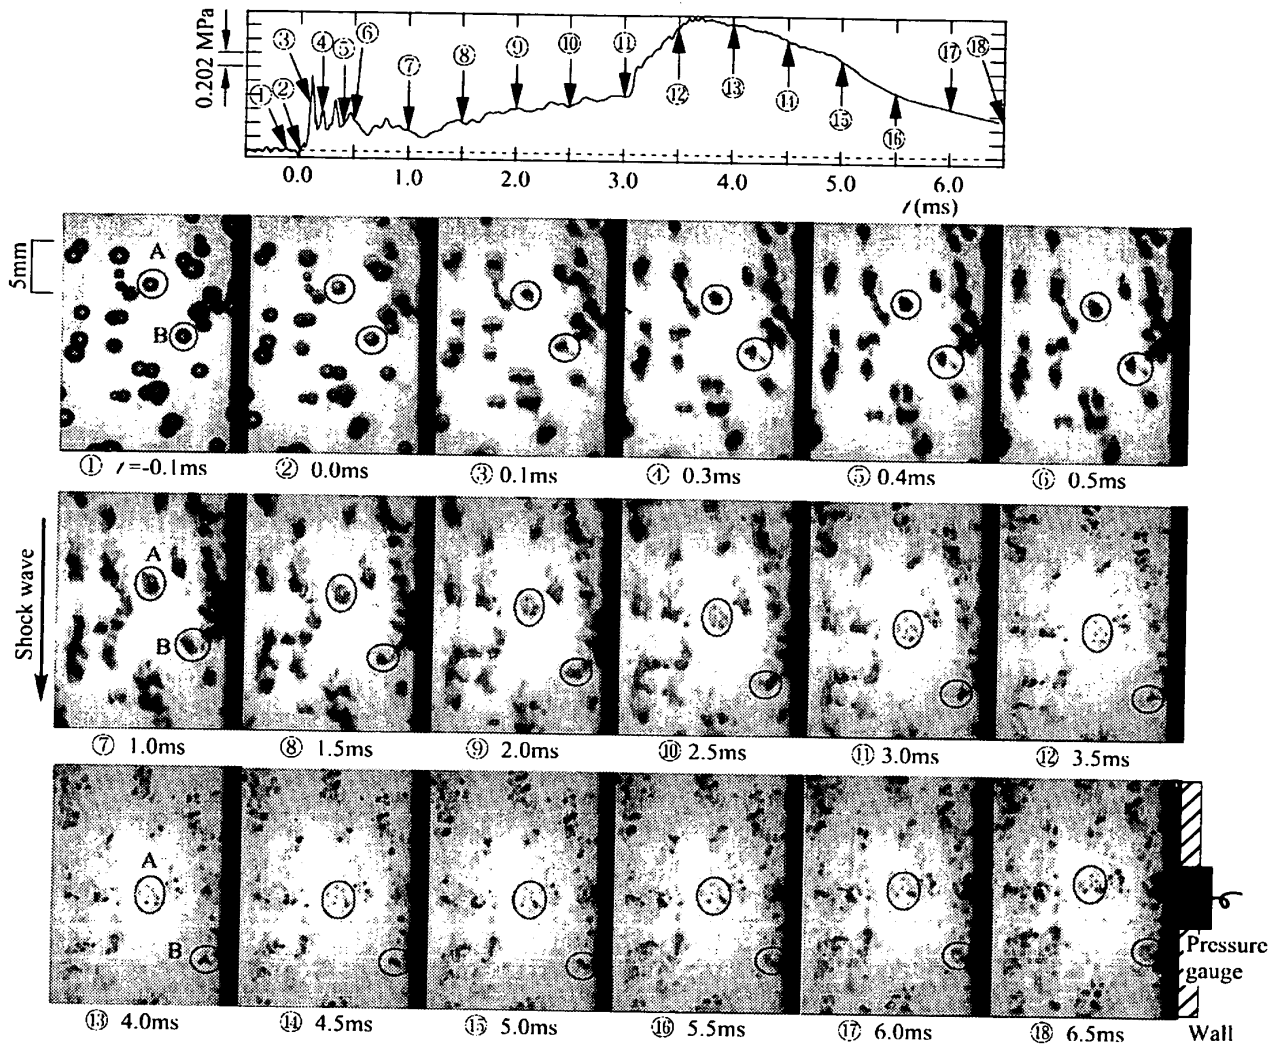 0.202 MPa
① ② ③ ④ ⑤ ⑥ ⑦ ⑧ ⑨ ⑩ ⑪ ⑫ ⑬ ⑭ ⑮ ⑯ ⑰ ⑱
0.0 1.0 2.0 3.0 4.0 5.0 6.0
t (ms)
5mm
A
B
① t=-0.1ms ② 0.0ms ③ 0.1ms ④ 0.3ms ⑤ 0.4ms ⑥ 0.5ms
Shock wave
A
B
⑦ 1.0ms ⑧ 1.5ms ⑨ 2.0ms ⑩ 2.5ms ⑪ 3.0ms ⑫ 3.5ms
A
B
Pressure
gauge
⑬ 4.0ms ⑭ 4.5ms ⑮ 5.0ms ⑯ 5.5ms ⑰ 6.0ms ⑱ 6.5ms
Wall